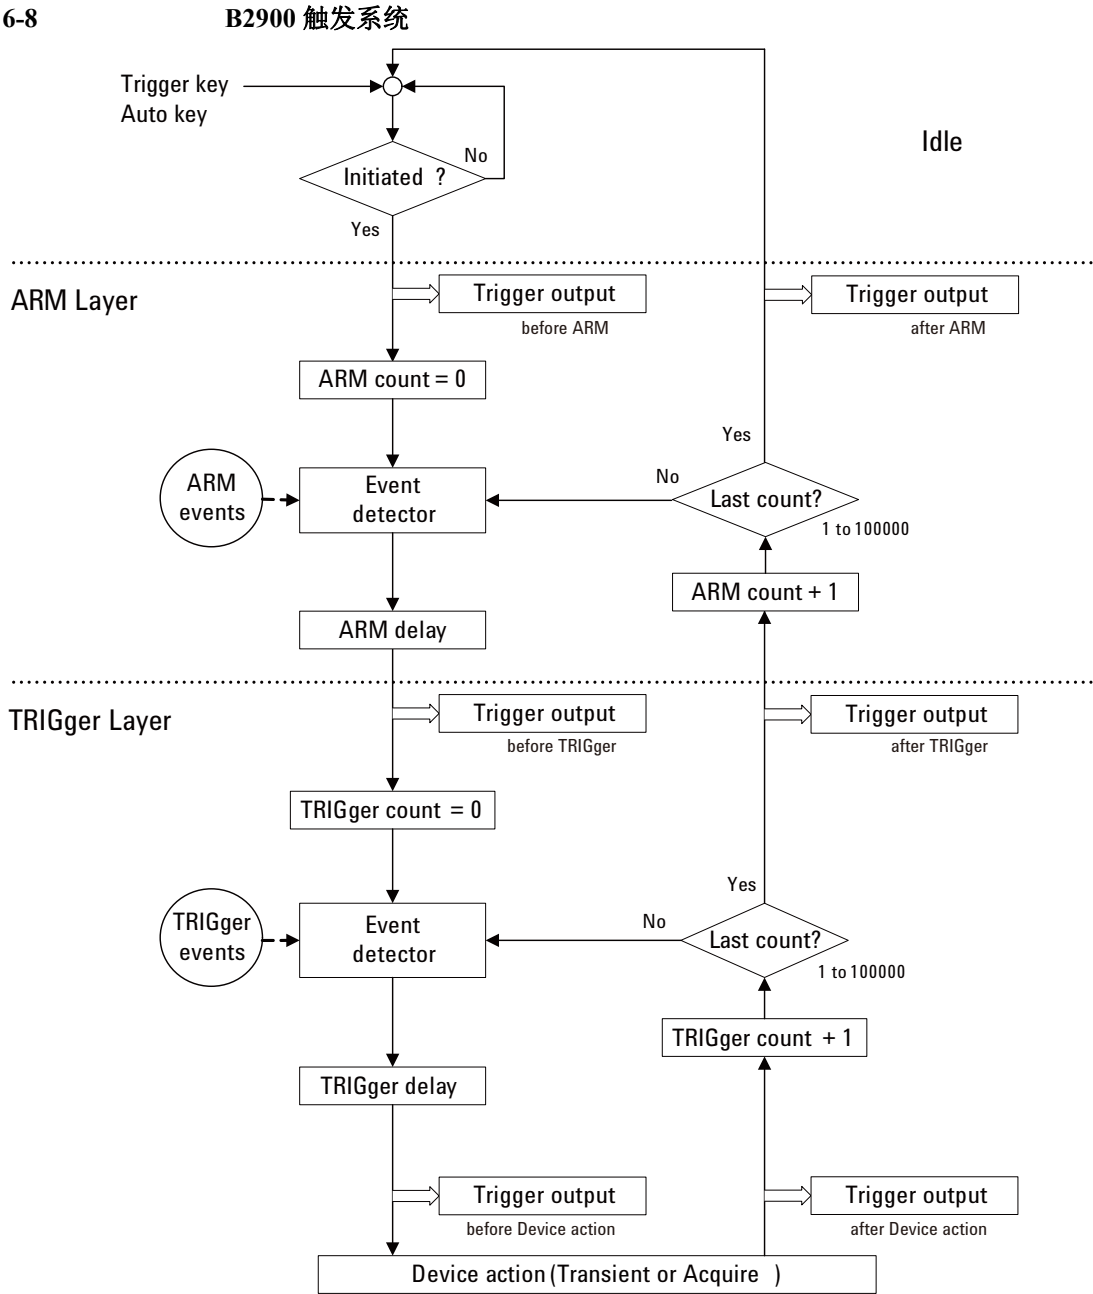 6-8 B2900 触发系统
Trigger key
Auto key
Idle
No
Initiated ?
Yes
ARM Layer
Trigger output
before ARM
Trigger output
after ARM
ARM count = 0
Yes
ARM
events
Event
detector
No
Last count?
1 to 100000
ARM count + 1
ARM delay
TRIGger Layer
Trigger output
before TRIGger
Trigger output
after TRIGger
TRIGger count = 0
Yes
TRIGger
events
Event
detector
No
Last count?
1 to 100000
TRIGger count + 1
TRIGger delay
Trigger output
before Device action
Trigger output
after Device action
Device action (Transient or Acquire )